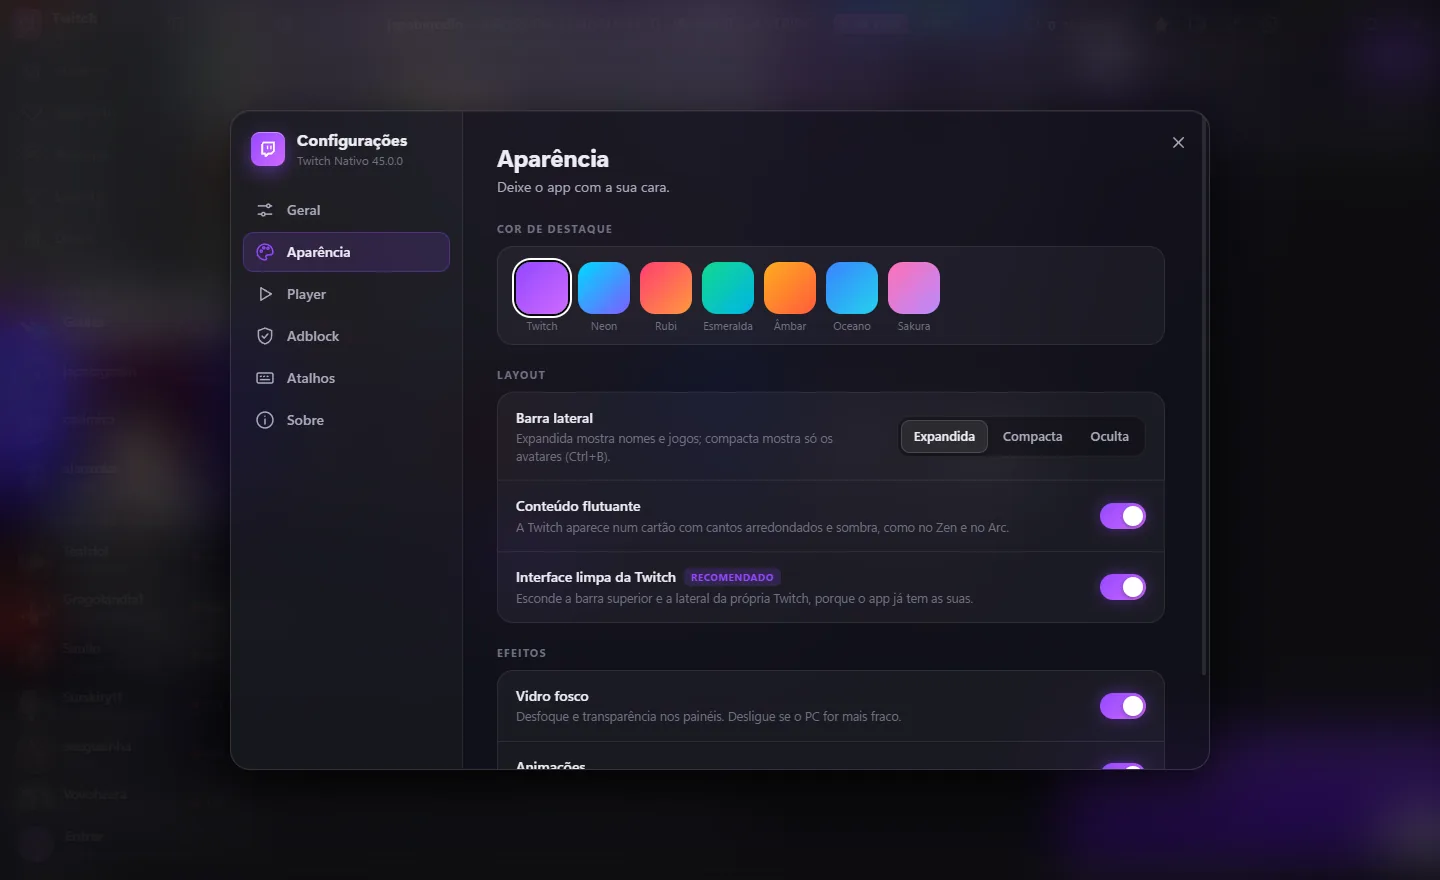 Configurações
Twitch Nativo 45.0.0
Geral
Aparência
Player
Adblock
Atalhos
Sobre
Aparência
Deixe o app com a sua cara.
COR DE DESTAQUE
Twitch
Neon
Rubi
Esmeralda
Âmbar
Oceano
Sakura
LAYOUT
Barra lateral
Expandida mostra nomes e jogos; compacta mostra só os
avatares (Ctrl+B).
Expandida
Compacta
Oculta
Conteúdo flutuante
A Twitch aparece num cartão com cantos arredondados e sombra, como no Zen e no Arc.
Interface limpa da Twitch RECOMENDADO
Esconde a barra superior e a lateral da própria Twitch, porque o app já tem as suas.
EFEITOS
Vidro fosco
Desfoque e transparência nos painéis. Desligue se o PC for mais fraco.
Animações
Twitch
Entrar